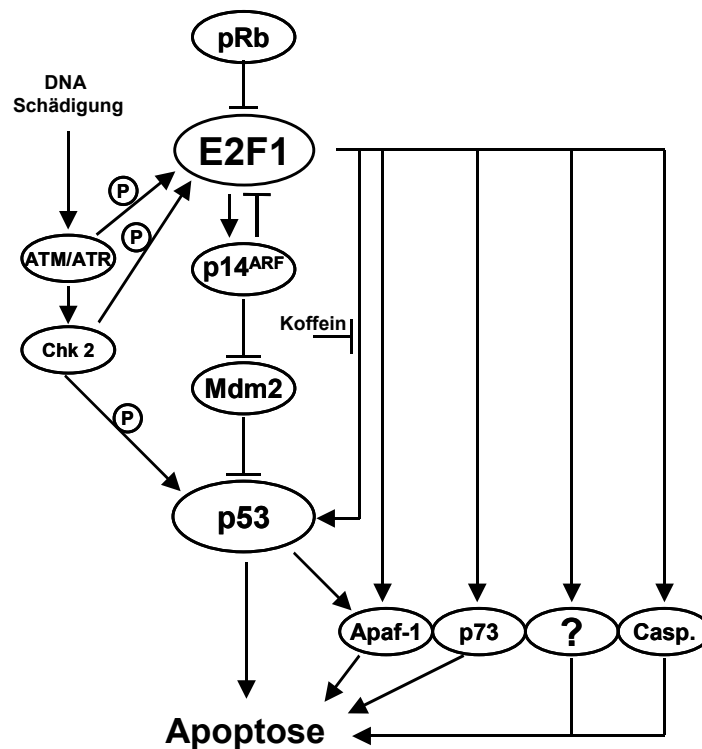 pRb
DNA
Schädigung
E2F1
P
P
ATM/ATR
p14ARF
Koffein
Chk 2
Mdm2
P
p53
Apaf-1
p73
?
Casp.
Apoptose